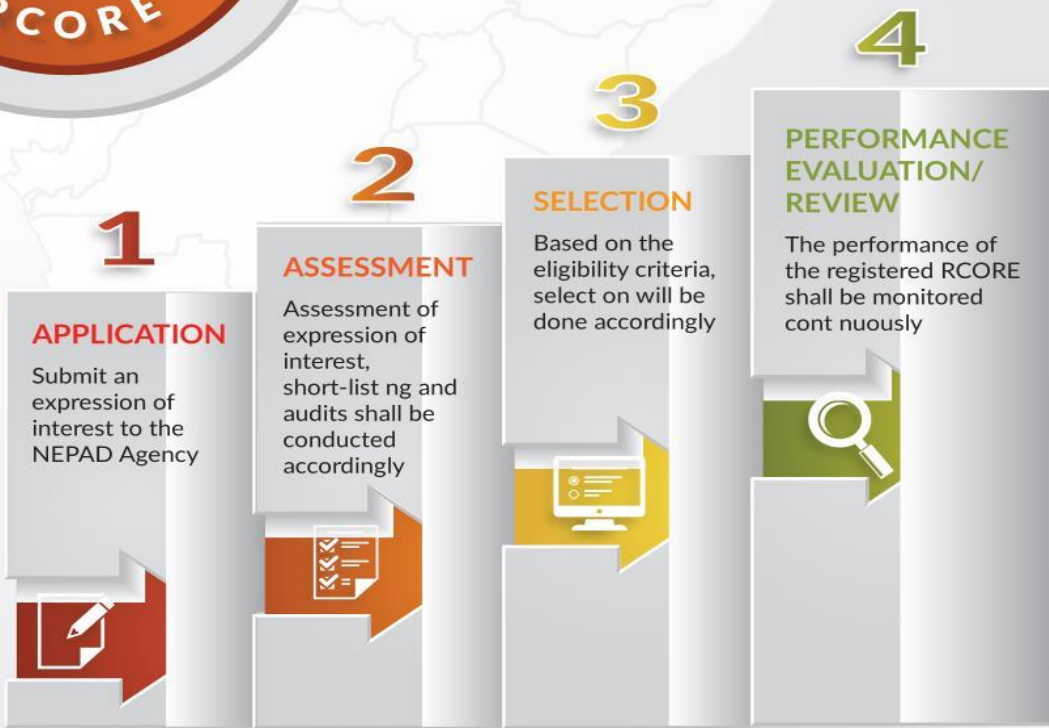 PCORE
1
APPLICATION
Submit an
expression of
interest to the
NEPAD Agency
2
ASSESSMENT
Assessment of
expression of
interest,
short-list ng and
audits shall be
conducted
accordingly
3
SELECTION
Based on the
eligibility criteria,
select on will be
done accordingly
4
PERFORMANCE
EVALUATION/
REVIEW
The performance of
the registered RCORE
shall be monitored
cont nuously